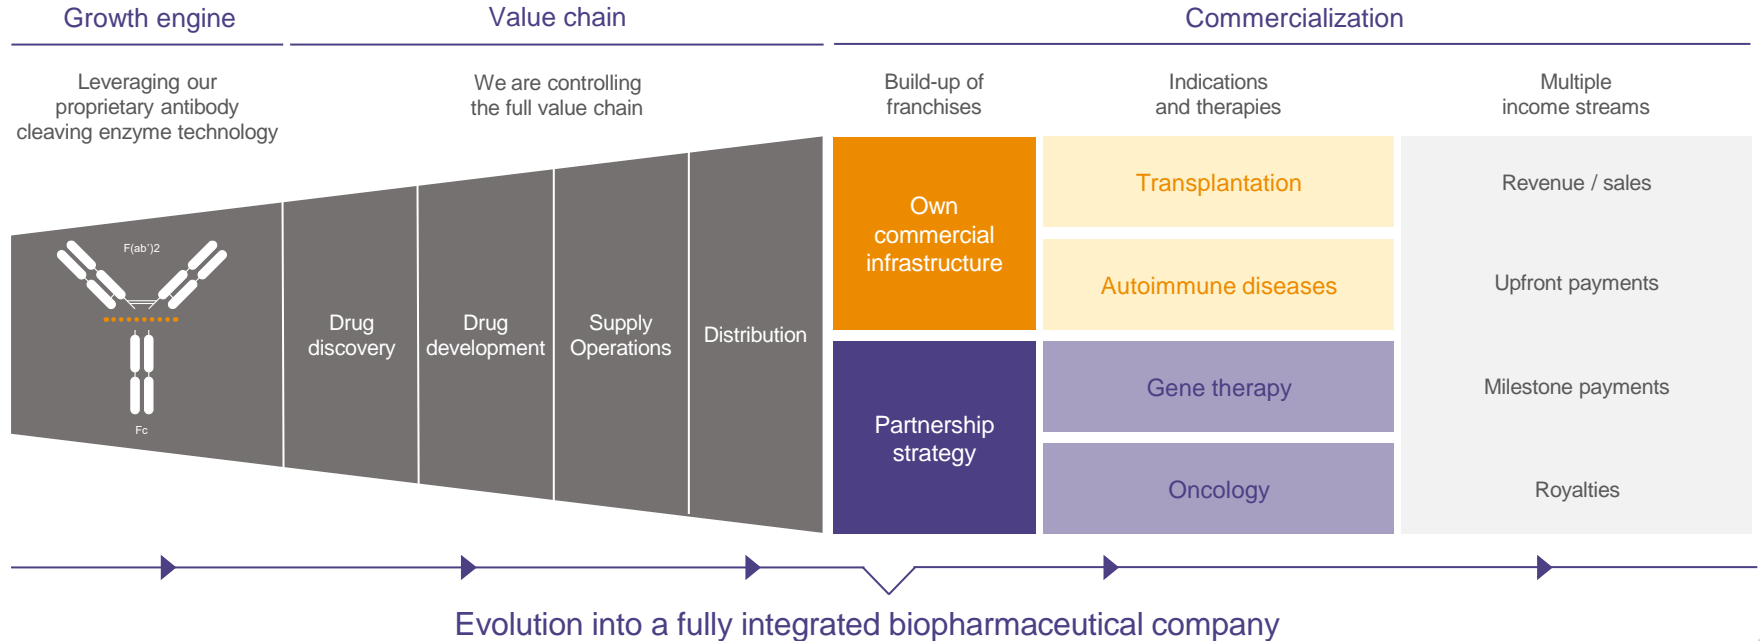 Growth engine
Value chain
Commercialization
Leveraging our
proprietary antibody
cleaving enzyme technology
We are controlling
the full value chain
Build-up of
franchises
Indications
and therapies
Multiple
income streams
F(ab’)2
Fc
Drug
discovery
Drug
development
Supply
Operations
Distribution
Own
commercial
infrastructure
Partnership
strategy
Transplantation
Autoimmune diseases
Gene therapy
Oncology
Revenue / sales
Upfront payments
Milestone payments
Royalties
Evolution into a fully integrated biopharmaceutical company